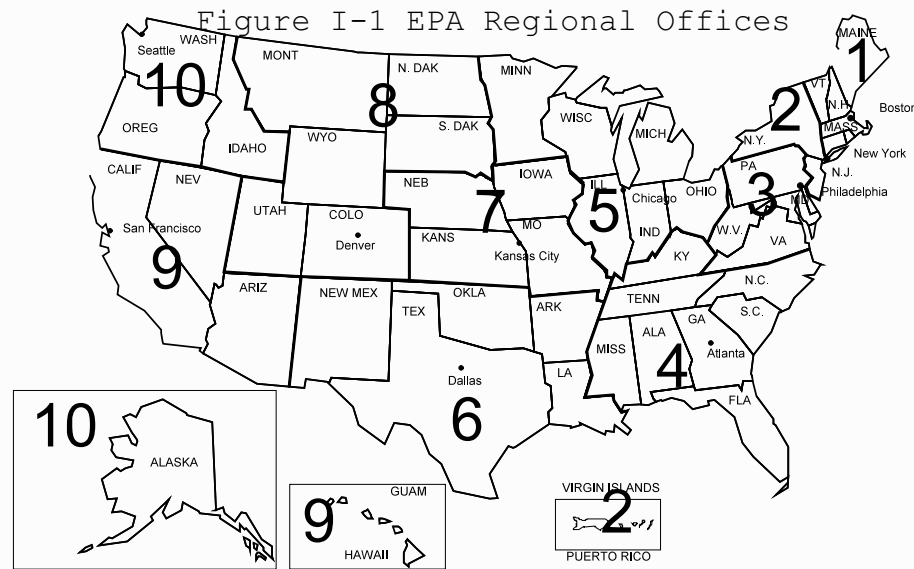 Figure I-1 EPA Regional Offices
WASH
Seattle
10
OREG
IDAHO
MONT
WYO
N. DAK
8
S. DAK
MINN
WISC
MICH
MAINE
1
VT
N.H.
Boston
MASS
2
N.Y.
New York
N.J.
PA
3
Philadelphia
MD
CALIF
NEV
San Francisco
9
UTAH
COLO
Denver
NEB
7
IOWA
KANS
MO
Kansas City
ILL
5
Chicago
IND
OHIO
W.V.
VA
KY
ARIZ
NEW MEX
OKLA
TEX
Dallas
6
ARK
LA
TENN
N.C.
S.C.
MISS
ALA
GA
4
Atlanta
FLA
10
ALASKA
GUAM
9
HAWAII
VIRGIN ISLANDS
2
PUERTO RICO